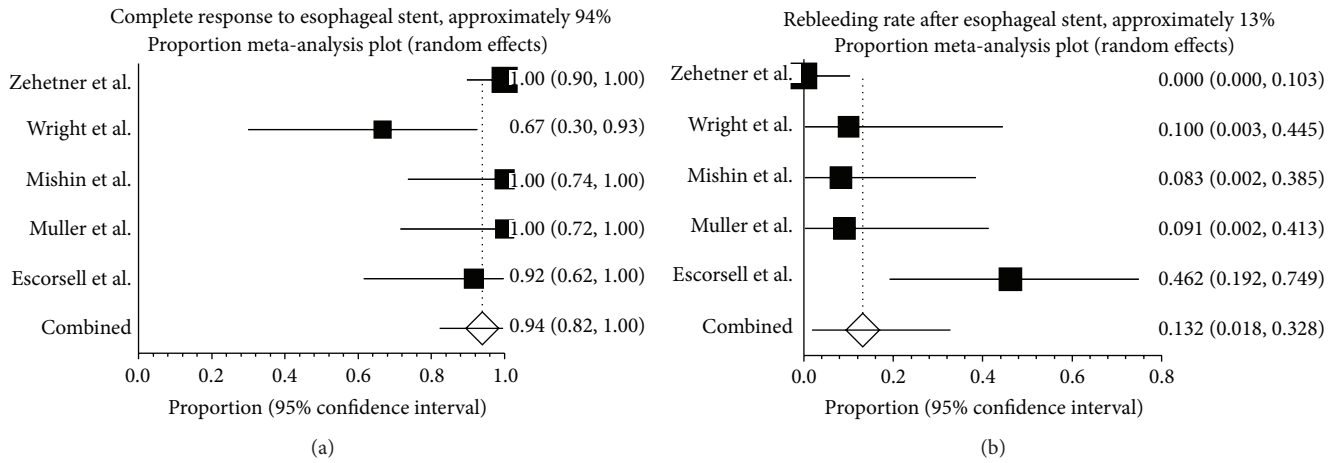 Complete response to esophageal stent, approximately 94%
Proportion meta-analysis plot (random effects)
Zehetner et al.
1.00 (0.90, 1.00)
Wright et al.
0.67 (0.30, 0.93)
Mishin et al.
1.00 (0.74, 1.00)
Muller et al.
1.00 (0.72, 1.00)
Escorsell et al.
0.92 (0.62, 1.00)
Combined
0.94 (0.82, 1.00)
0.0 0.2 0.4 0.6 0.8 1.0
Proportion (95% confidence interval)
(a)
Rebleeding rate after esophageal stent, approximately 13%
Proportion meta-analysis plot (random effects)
Zehetner et al.
0.000 (0.000, 0.103)
Wright et al.
0.100 (0.003, 0.445)
Mishin et al.
0.083 (0.002, 0.385)
Muller et al.
0.091 (0.002, 0.413)
Escorsell et al.
0.462 (0.192, 0.749)
Combined
0.132 (0.018, 0.328)
0.0 0.2 0.4 0.6 0.8
Proportion (95% confidence interval)
(b)